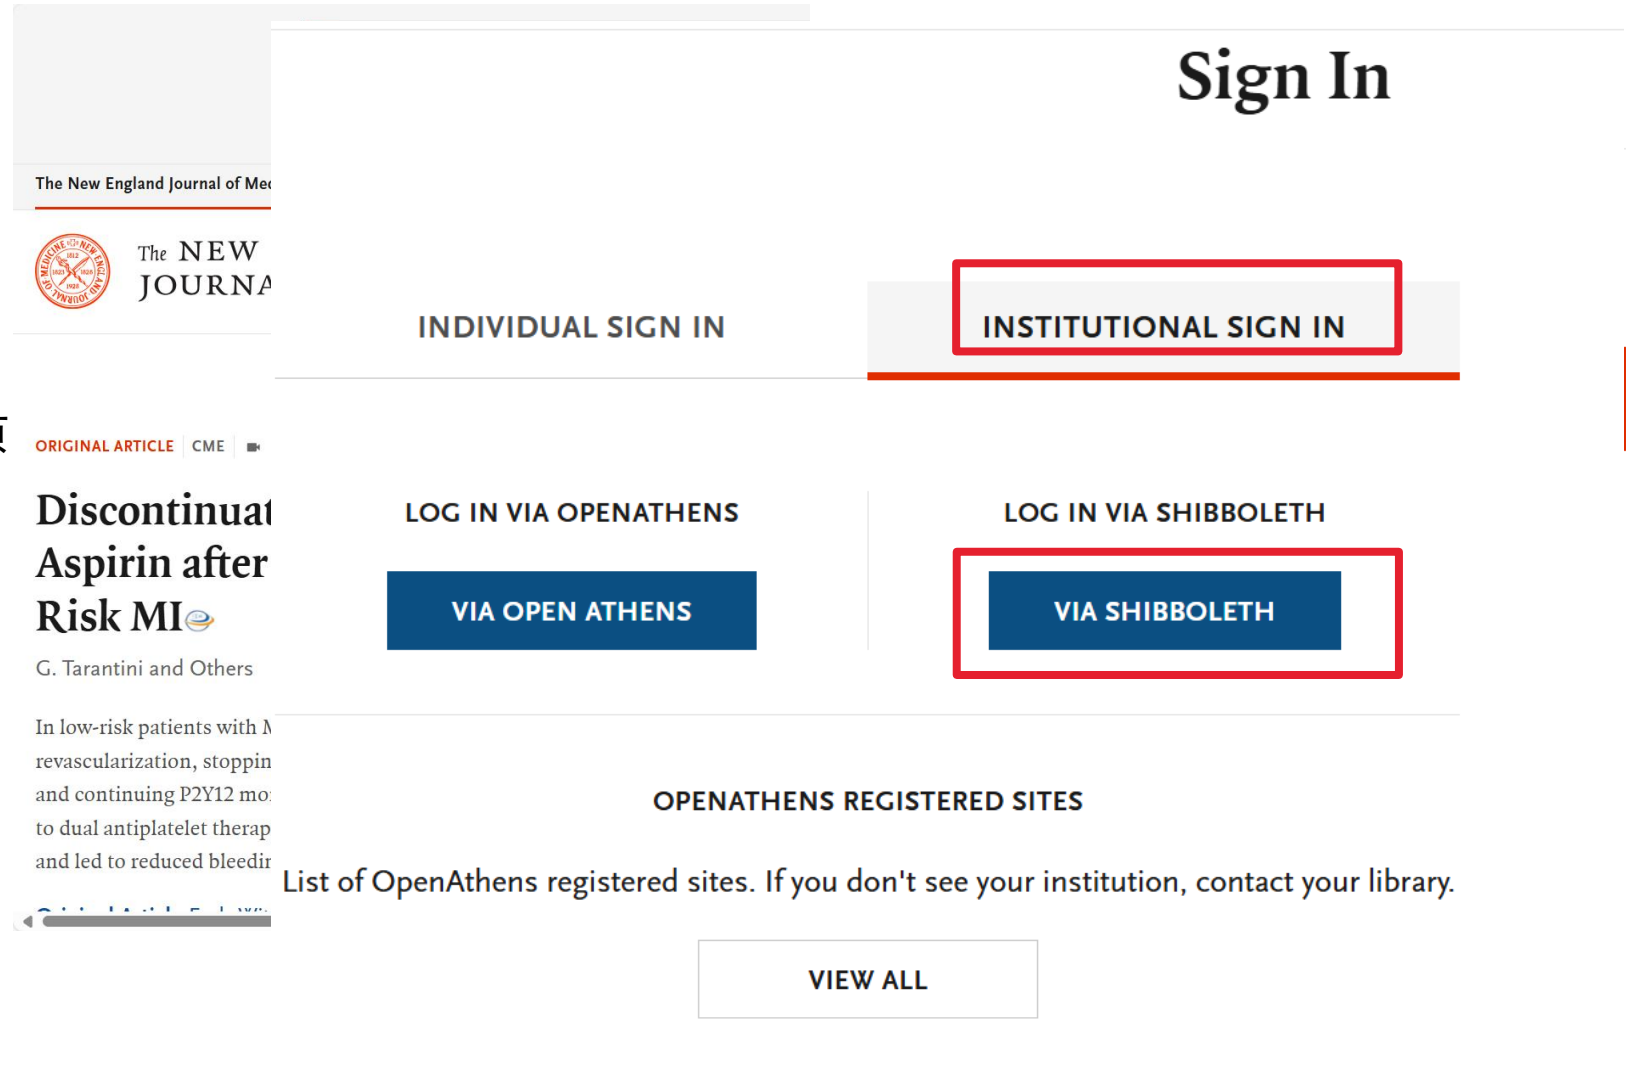 Sign In
The New England Journal of
The NEW
JOURNA
INDIVIDUAL SIGN IN
INSTITUTIONAL SIGN IN
ORIGINAL ARTICLE CME
Discontinuat
Aspirin after
Risk MI
G. Tarantini and Others
In low-risk patients with
revascularization, stoppin
and continuing P2Y12
to dual antiplatelet therap
and led to reduced
LOG IN VIA OPENATHENS
VIA OPEN ATHENS
LOG IN VIA SHIBBOLETH
VIA SHIBBOLETH
OPENATHENS REGISTERED SITES
List of OpenAthens registered sites. If you don't see your institution, contact your library.
VIEW ALL